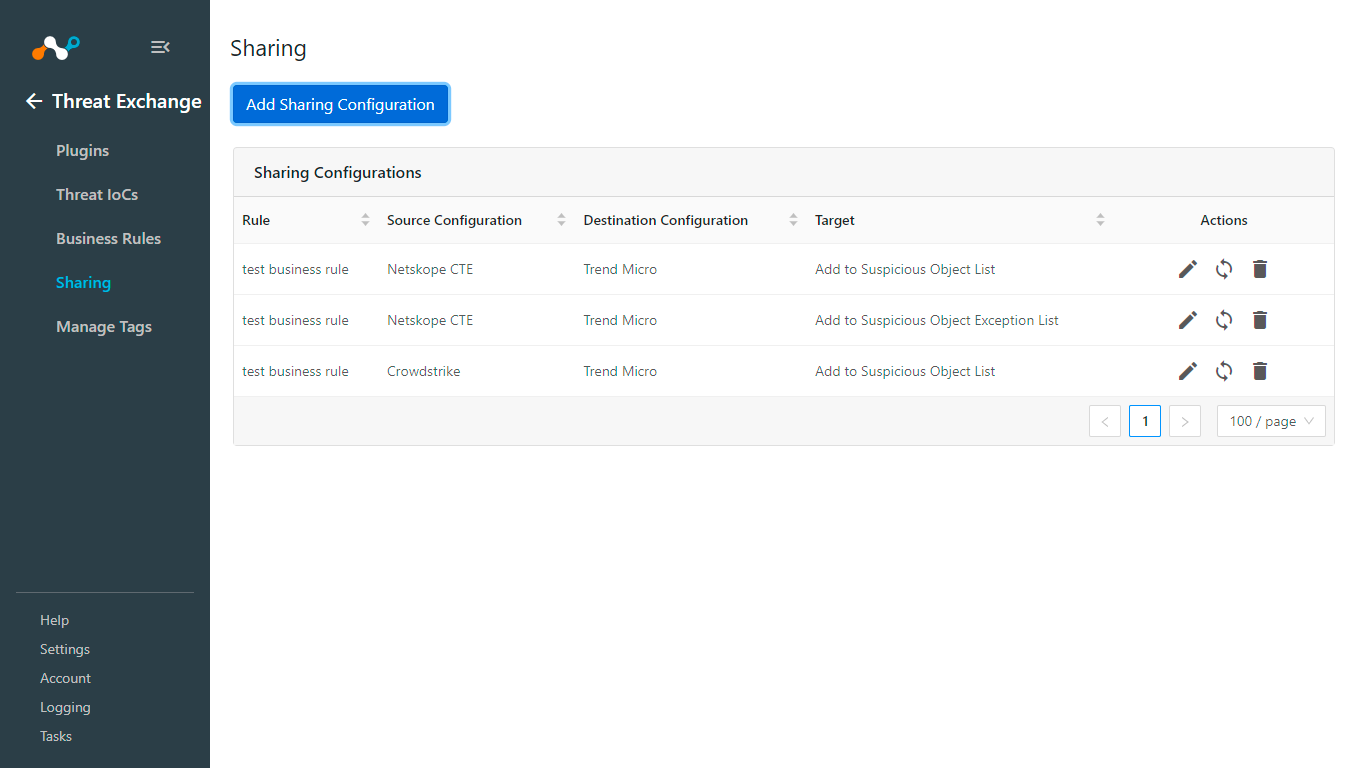 Threat Exchange
Plugins
Threat IoCs
Business Rules
Sharing
Manage Tags
Help
Settings
Account
Logging
Tasks
Sharing
Add Sharing Configuration
Sharing Configurations
Rule Source Configuration Destination Configuration Target Actions
test business rule Netskope CTE Trend Micro Add to Suspicious Object List
test business rule Netskope CTE Trend Micro Add to Suspicious Object Exception List
test business rule Crowdstrike Trend Micro Add to Suspicious Object List
< 1 > 100 / page